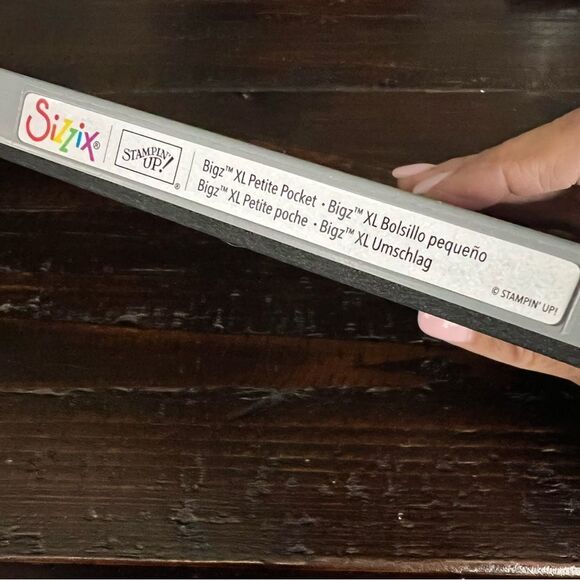 Sizzix®
STAMPIN' UP!®
Bigz™ XL Petite Pocket • Bigz™ XL Bolsillo pequeño
Bigz™ XL Petite poche • Bigz™ XL Umschlag
© STAMPIN' UP!